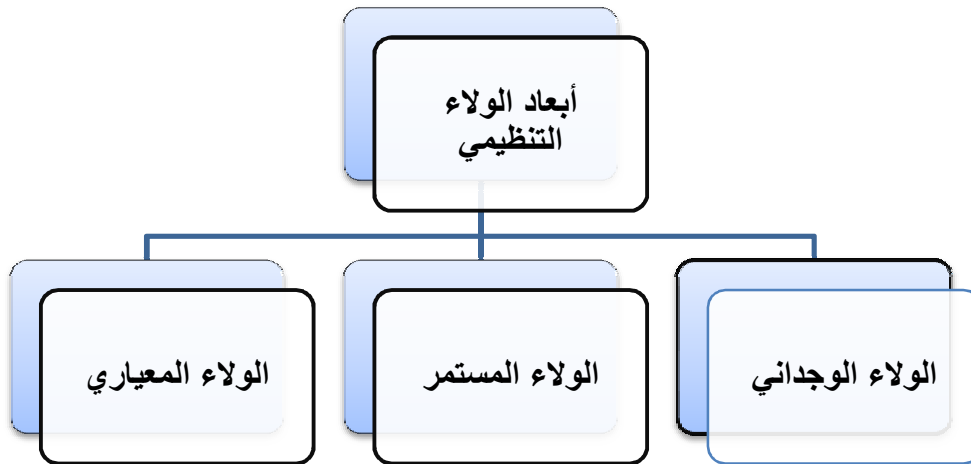 أبعاد الولاء
التنظيمي
الولاء الوجداني
الولاء المستمر
الولاء المعياري